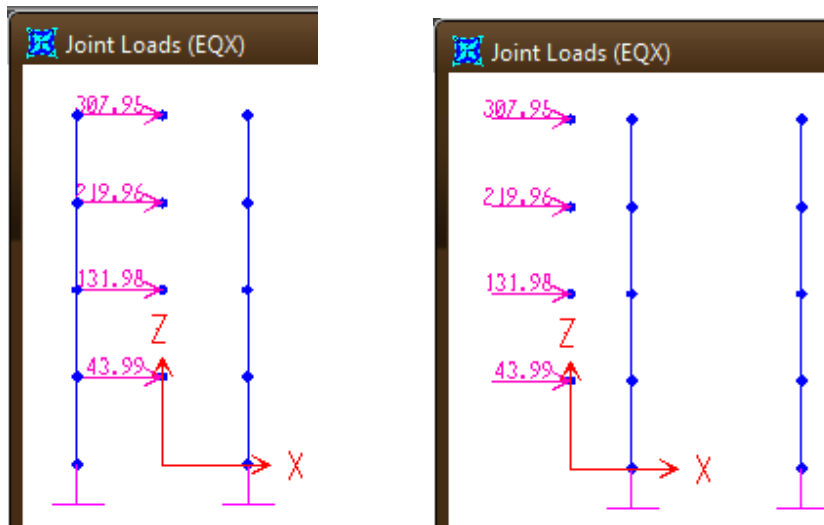 Joint Loads (EQX)
307.95
219.96
131.98
Z
43.99
X
Joint Loads (EQX)
307.95
219.96
131.98
Z
43.99
X